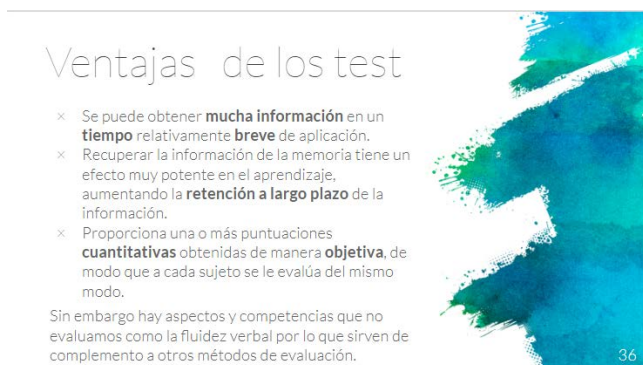 Ventajas de los test
× Se puede obtener mucha información en un
tiempo relativamente breve de aplicación.
× Recuperar la información de la memoria tiene un
efecto muy potente en el aprendizaje,
aumentando la retención a largo plazo de la
información.
× Proporciona una o más puntuaciones
cuantitativas obtenidas de manera objetiva, de
modo que a cada sujeto se le evalúa del mismo
modo.
Sin embargo hay aspectos y competencias que no
evaluamos como la fluidez verbal por lo que sirven de
complemento a otros métodos de evaluación.
36